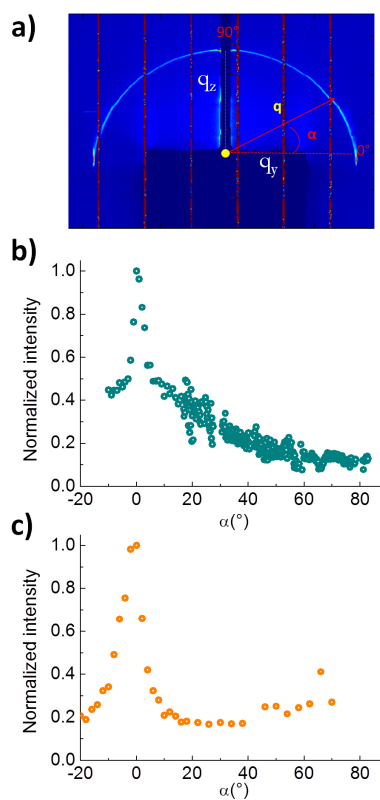 a)
90°
q_z
q
α
0°
q_y
b)
1.0
0.8
0.6
0.4
0.2
0.0
Normalized intensity
-20 0 20 40 60 80
α(°)
c)
1.0
0.8
0.6
0.4
0.2
0.0
Normalized intensity
-20 0 20 40 60 80
α(°)